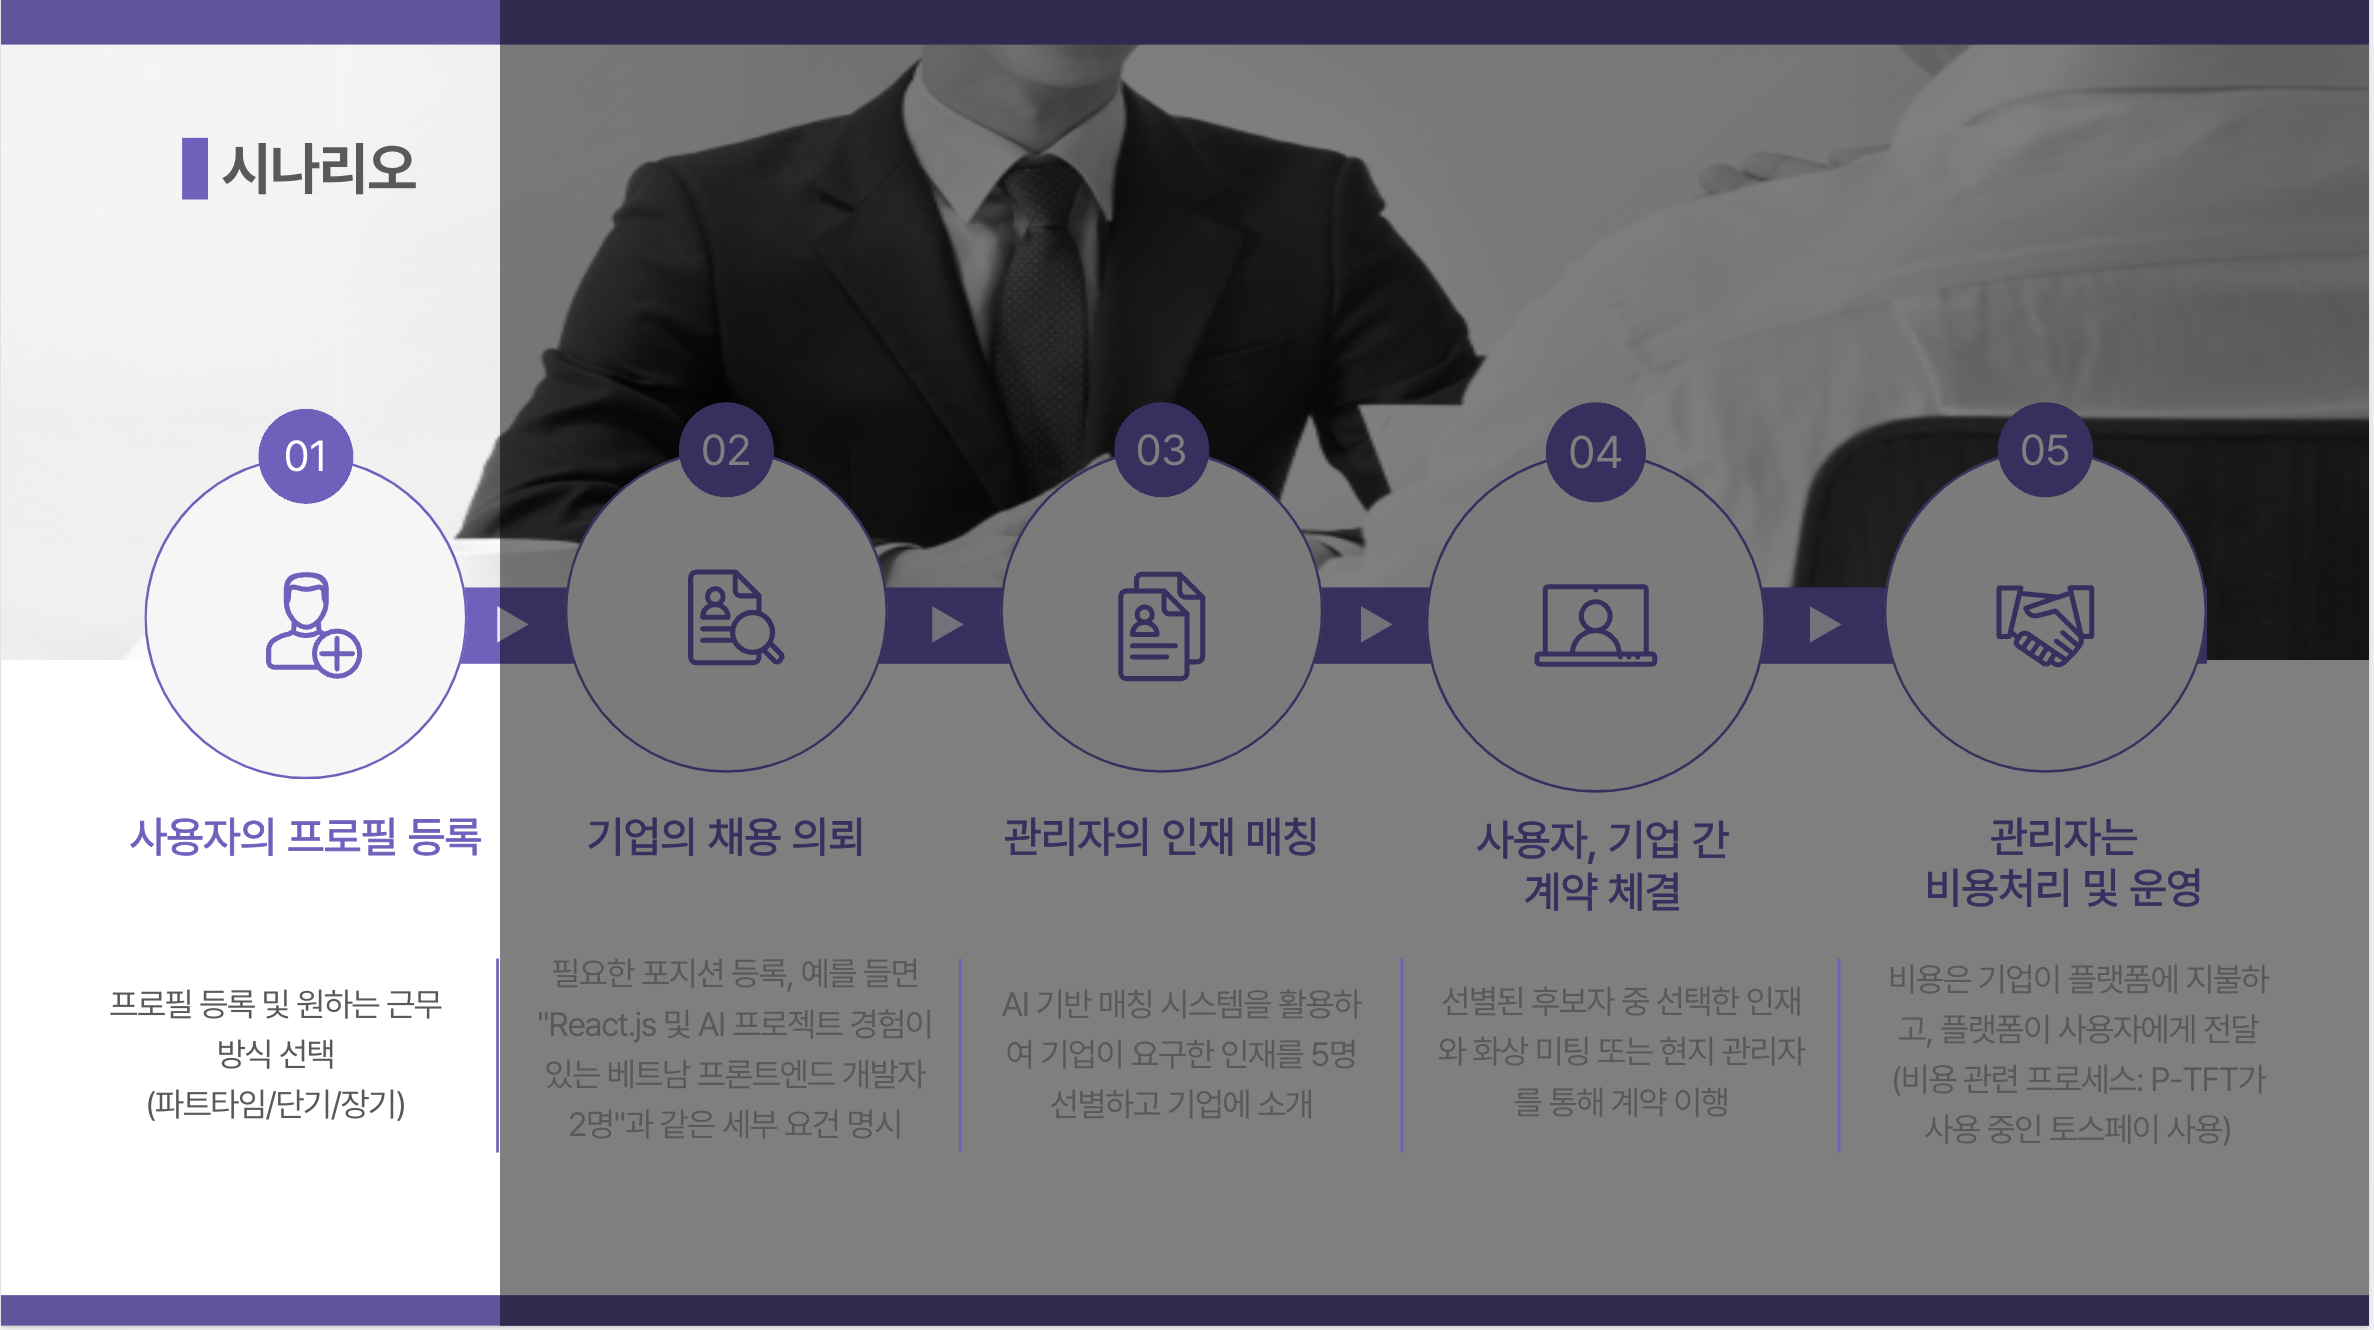 시나리오
01
사용자의 프로필 등록
프로필 등록 및 원하는 근무
방식 선택
(파트타임/단기/장기)
02
기업의 채용 의뢰
필요한 포지션 등록, 예를 들면
"React.js 및 AI 프로젝트 경험이
있는 베트남 프론트엔드 개발자
2명"과 같은 세부 요건 명시
03
관리자의 인재 매칭
AI 기반 매칭 시스템을 활용하
여 기업이 요구한 인재를 5명
선별하고 기업에 소개
04
사용자, 기업 간
계약 체결
선별된 후보자 중 선택한 인재
와 화상 미팅 또는 현지 관리자
를 통해 계약 이행
05
관리자는
비용처리 및 운영
비용은 기업이 플랫폼에 지불하
고, 플랫폼이 사용자에게 전달
(비용 관련 프로세스: P-TFT가
사용 중인 토스페이 사용)